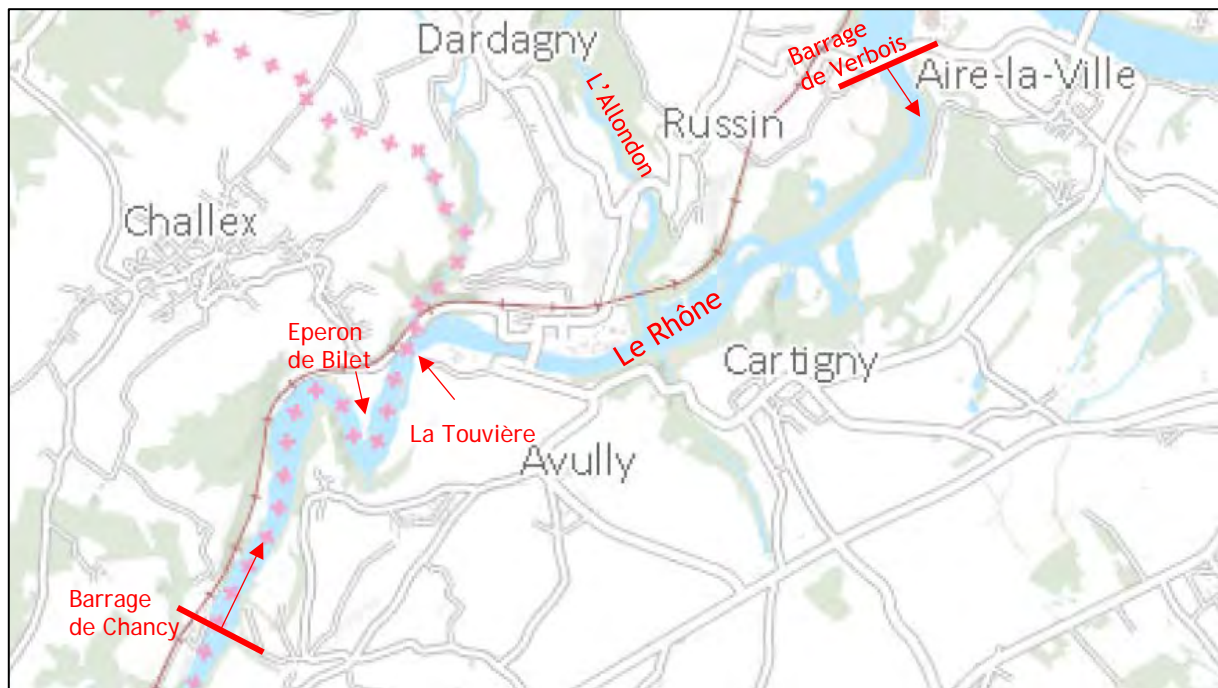 Dardagny
Barrage
de Verbois
Aire-la-Ville
L'Allondon
Russin
Challex
Le Rhône
Eperon
de Bilet
Cartigny
La Touvière
Avully
Barrage
de Chancy